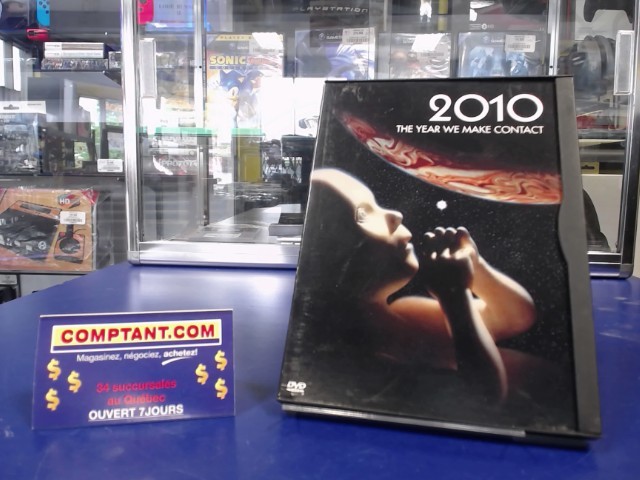 2010
THE YEAR WE MAKE CONTACT
DVD
COMPTANT.COM
Magasinez, négociez, achetez!
34 succursales
au Québec
OUVERT 7JOURS
SONIC
PLAYSTATION
$
$
$
$
$
$